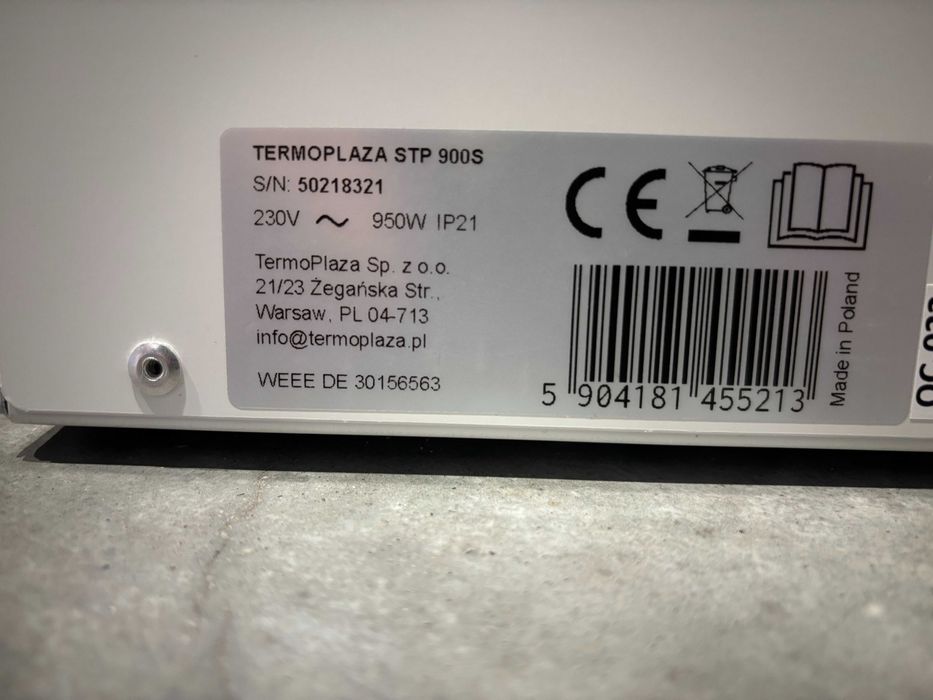 TERMOPLAZA STP 900S
S/N: 50218321
230V ~ 950W IP21
TermoPlaza Sp. z o.o.
21/23 Żegańska Str.,
Warsaw, PL 04-713
info@termoplaza.pl
WEEE DE 30156563
CE
5 904181 455213
Made in Poland